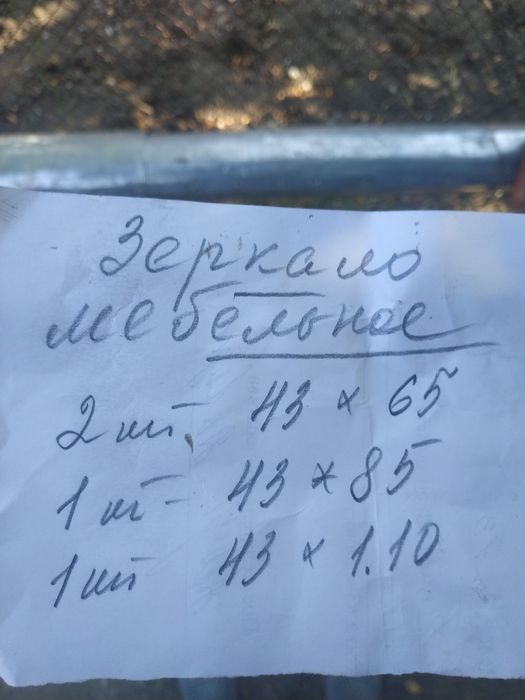 Зеркало
мебельное
2 шт - 43 × 65
1 шт - 43 × 85
1 шт 43 × 1.10